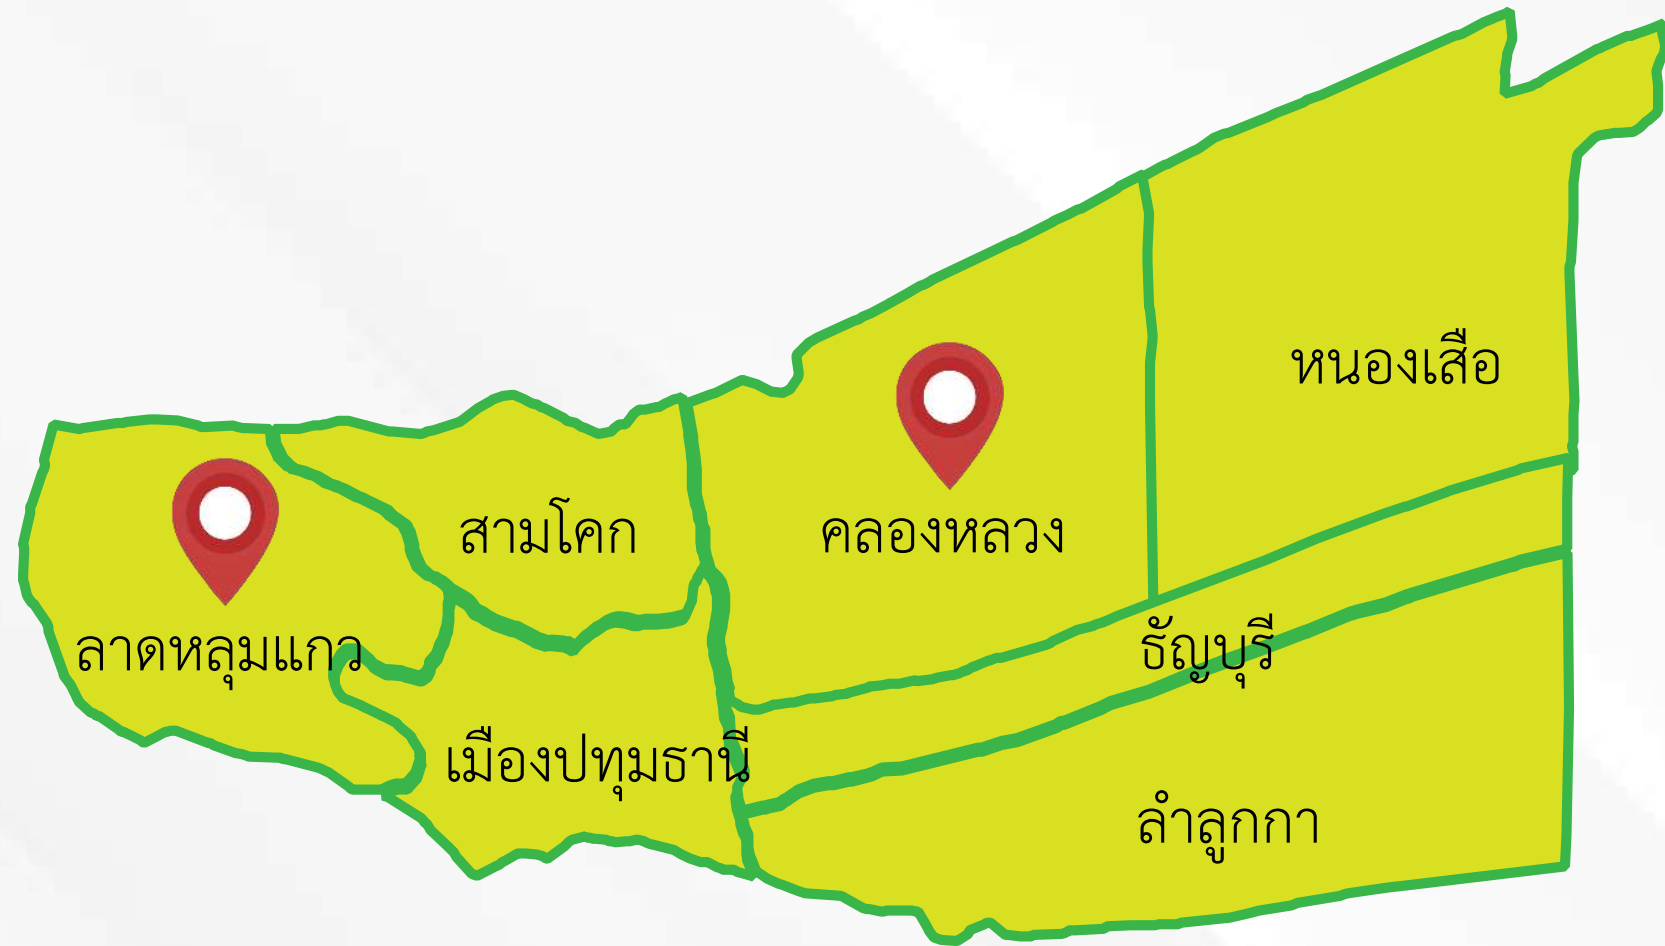 หนองเสือ
สามโคก
คลองหลวง
ลาดหลุมแกว
ธัญบุรี
เมืองปทุมธานี
ลำลูกกา